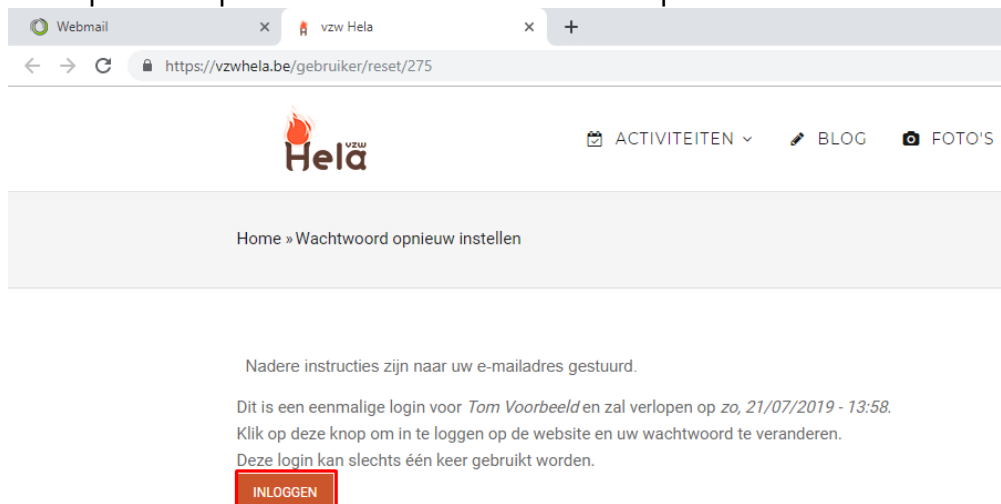 Webmail
vzw Hela
https://vzwhela.be/gebruiker/reset/275
vzw
Hela
ACTIVITEITEN
BLOG
FOTO'S
Home » Wachtwoord opnieuw instellen
Nadere instructies zijn naar uw e-mailadres gestuurd.
Dit is een eenmalige login voor Tom Voorbeeld en zal verlopen op zo, 21/07/2019 - 13:58.
Klik op deze knop om in te loggen op de website en uw wachtwoord te veranderen.
Deze login kan slechts één keer gebruikt worden.
INLOGGEN